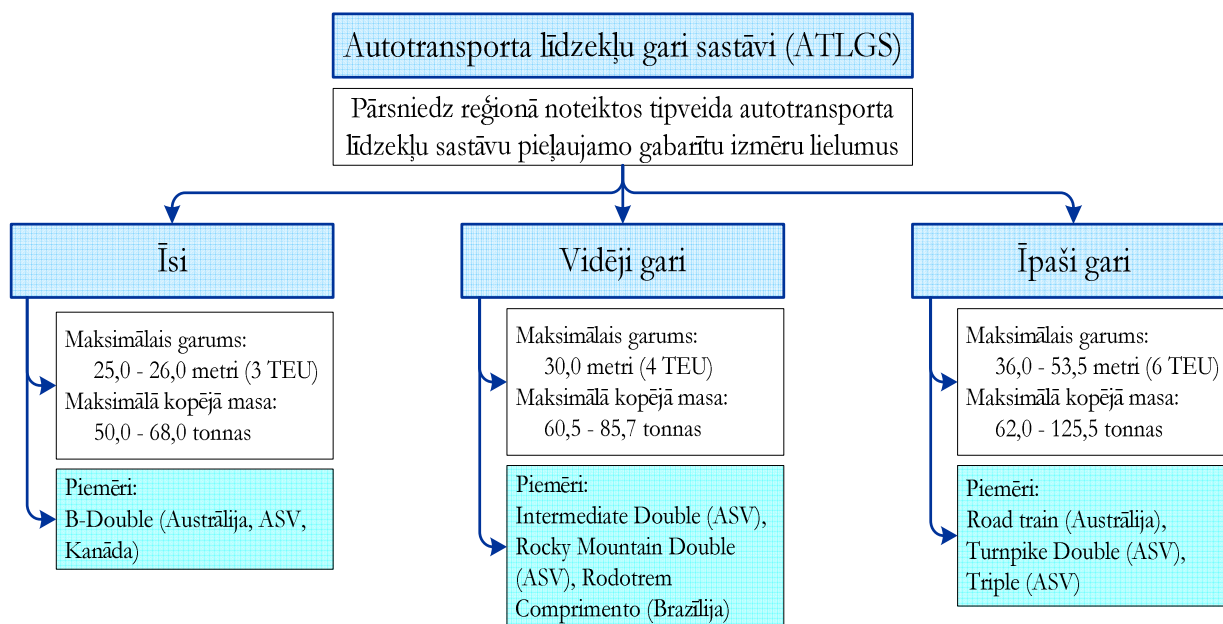 Autotransporta līdzekļu gari sastāvi (ATLGS)
Pārsniedz reģionā noteiktos tipveida autotransporta
līdzekļu sastāvu pieļaujamo gabarītu izmēru lielumus
Īsi
Maksimālais garums:
25,0 - 26,0 metri (3 TEU)
Maksimālā kopējā masa:
50,0 - 68,0 tonnas
Piemēri:
B-Double (Austrālija, ASV,
Kanāda)
Vidēji gari
Maksimālais garums:
30,0 metri (4 TEU)
Maksimālā kopējā masa:
60,5 - 85,7 tonnas
Piemēri:
Intermediate Double (ASV),
Rocky Mountain Double
(ASV), Rodotrem
Comprimento (Brazīlija)
Īpaši gari
Maksimālais garums:
36,0 - 53,5 metri (6 TEU)
Maksimālā kopējā masa:
62,0 - 125,5 tonnas
Piemēri:
Road train (Austrālija),
Turnpike Double (ASV),
Triple (ASV)